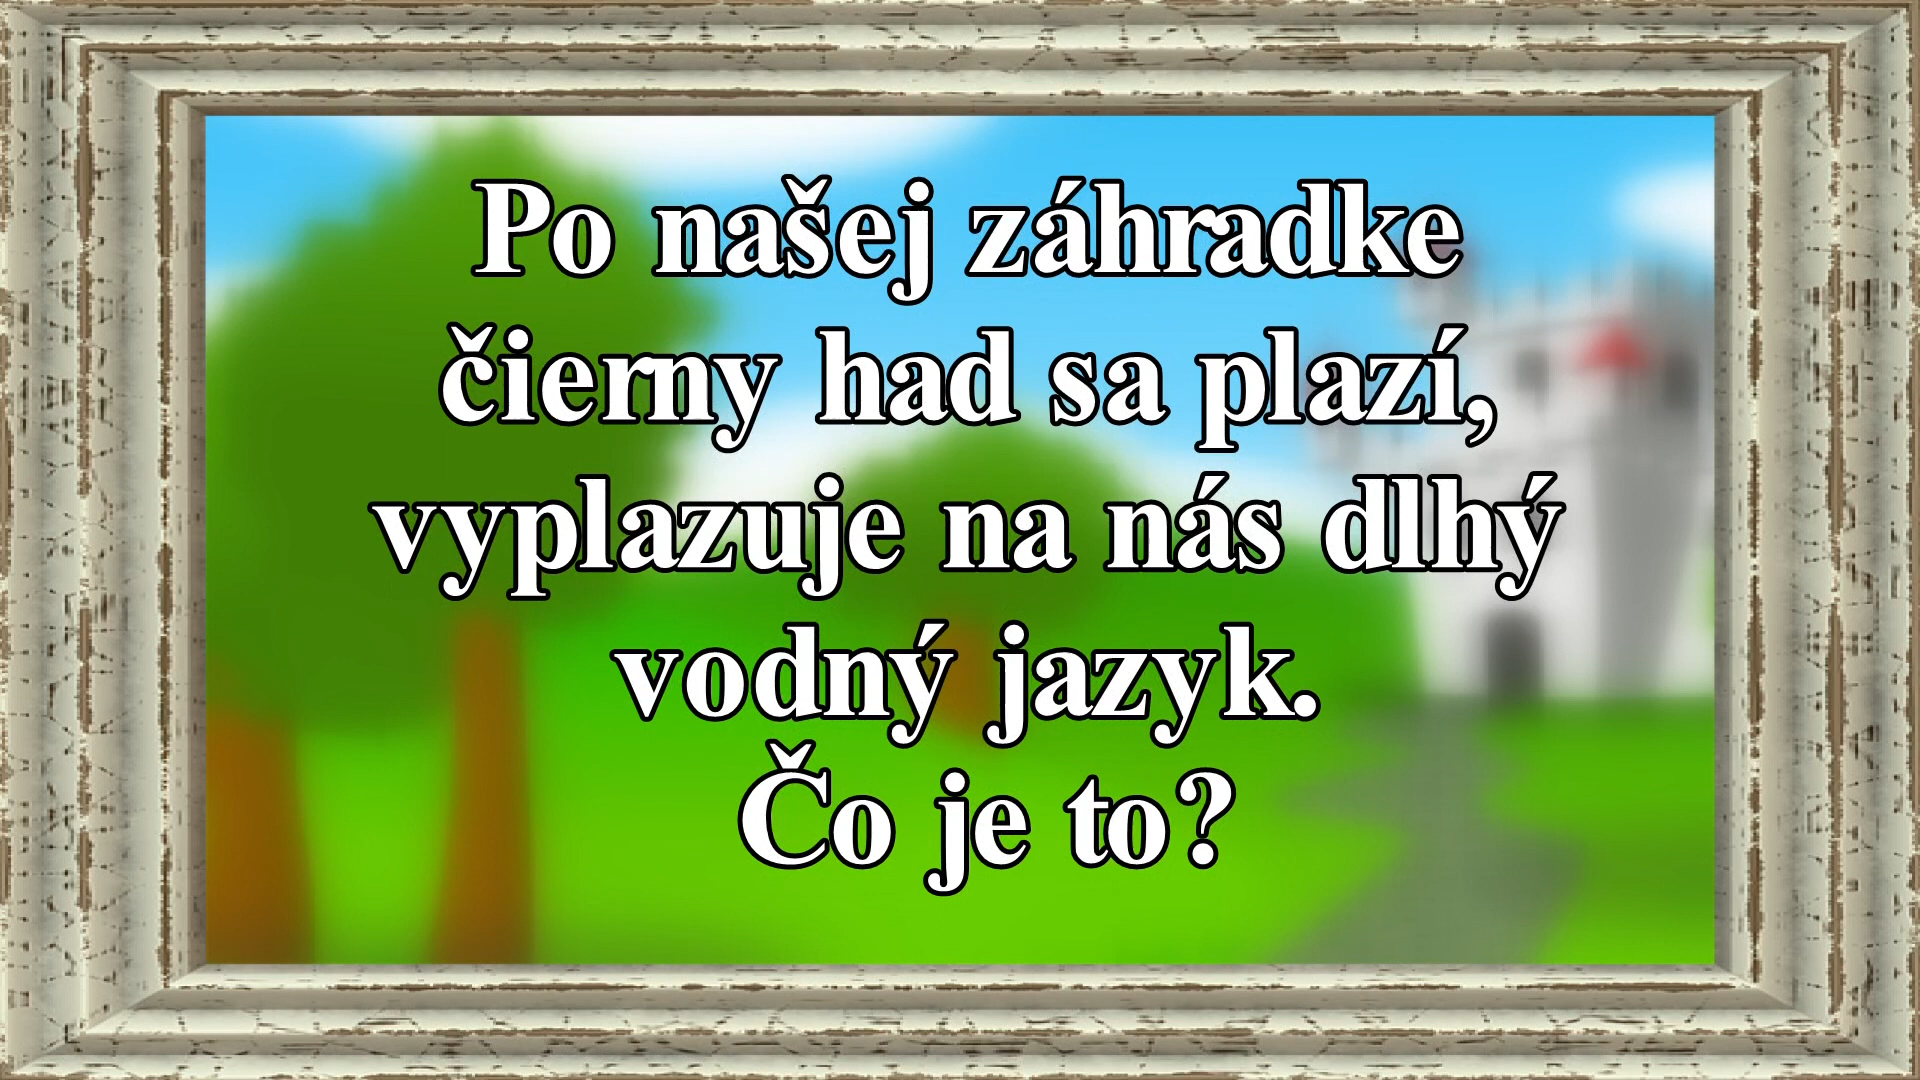 Po našej záhradke
čierny had sa plazí,
vyplazuje na nás dlhý
vodný jazyk.
Čo je to?